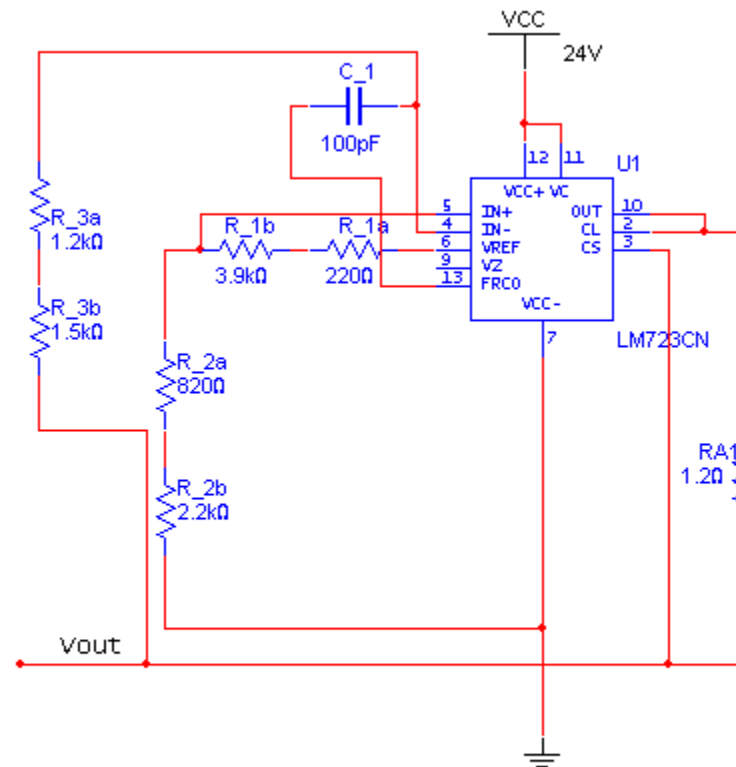 VCC
24V
C_1
100pF
U1
12
11
VCC+ VC
R_3a
1.2kΩ
R_1b
3.9kΩ
R_1a
220Ω
5
IN+
OUT
10
4
IN-
CL
2
6
VREF
CS
3
9
VZ
13
FRCO
VCC-
7
LM723CN
R_3b
1.5kΩ
R_2a
820Ω
R_2b
2.2kΩ
RA1
1.2Ω
Vout